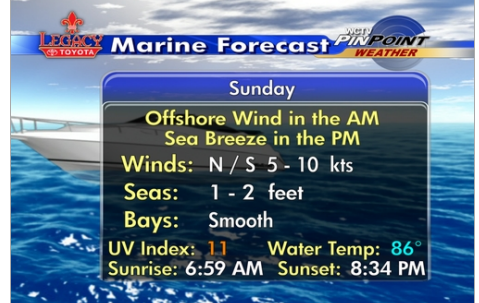 LEGACY
TOYOTA
Marine Forecast
WCTV
PINPOINT
WEATHER
Sunday
Offshore Wind in the AM
Sea Breeze in the PM
Winds: N / S 5 - 10 kts
Seas: 1 - 2 feet
Bays: Smooth
UV Index: 11 Water Temp: 86°
Sunrise: 6:59 AM Sunset: 8:34 PM